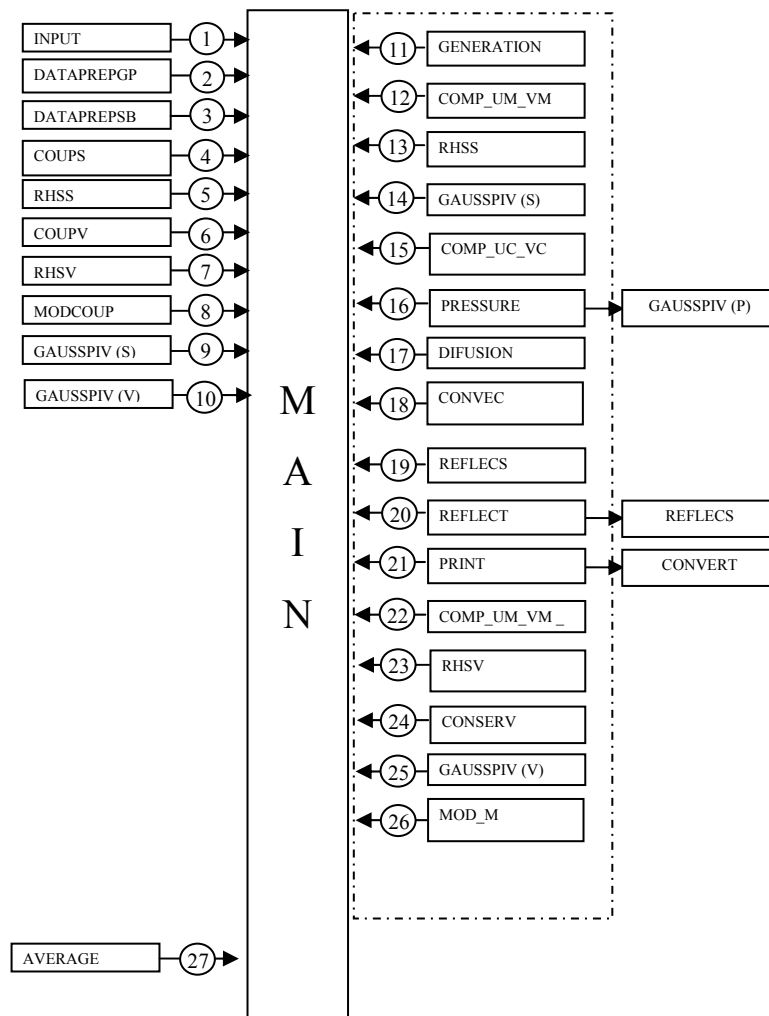 INPUT 1
DATAPREPGP 2
DATAPREPSB 3
COUPS 4
RHSS 5
COUPV 6
RHSV 7
MODCOUP 8
GAUSSPIV (S) 9
GAUSSPIV (V) 10
M
A
I
N
11 GENERATION
12 COMP_UM_VM
13 RHSS
14 GAUSSPIV (S)
15 COMP_UC_VC
16 PRESSURE GAUSSPIV (P)
17 DIFUSION
18 CONVEC
19 REFLECS
20 REFLECT REFLECS
21 PRINT CONVERT
22 COMP_UM_VM _
23 RHSV
24 CONSERV
25 GAUSSPIV (V)
26 MOD_M
AVERAGE 27